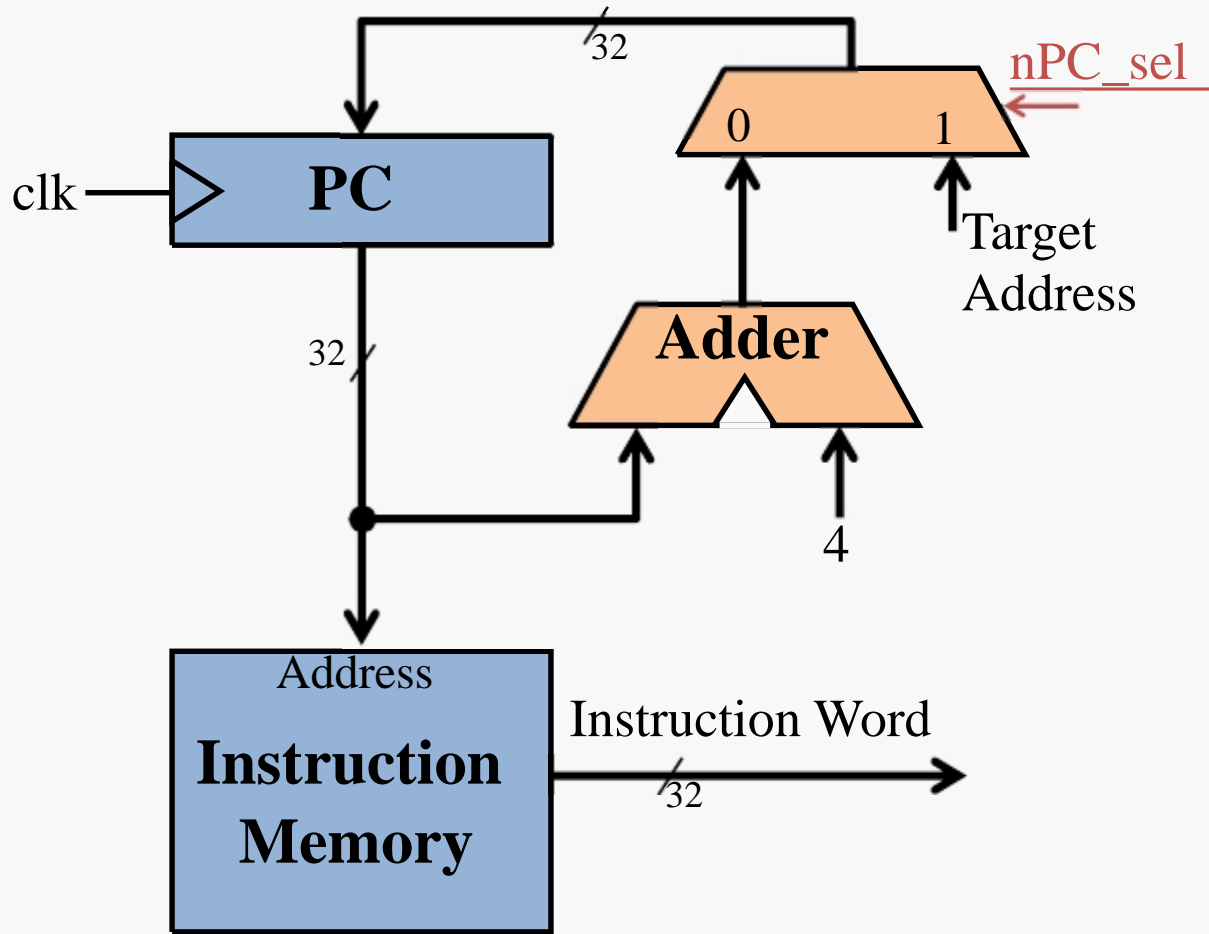 32
nPC_sel
0
1
clk
PC
Target
Address
32
Adder
4
Address
Instruction
Memory
Instruction Word
32